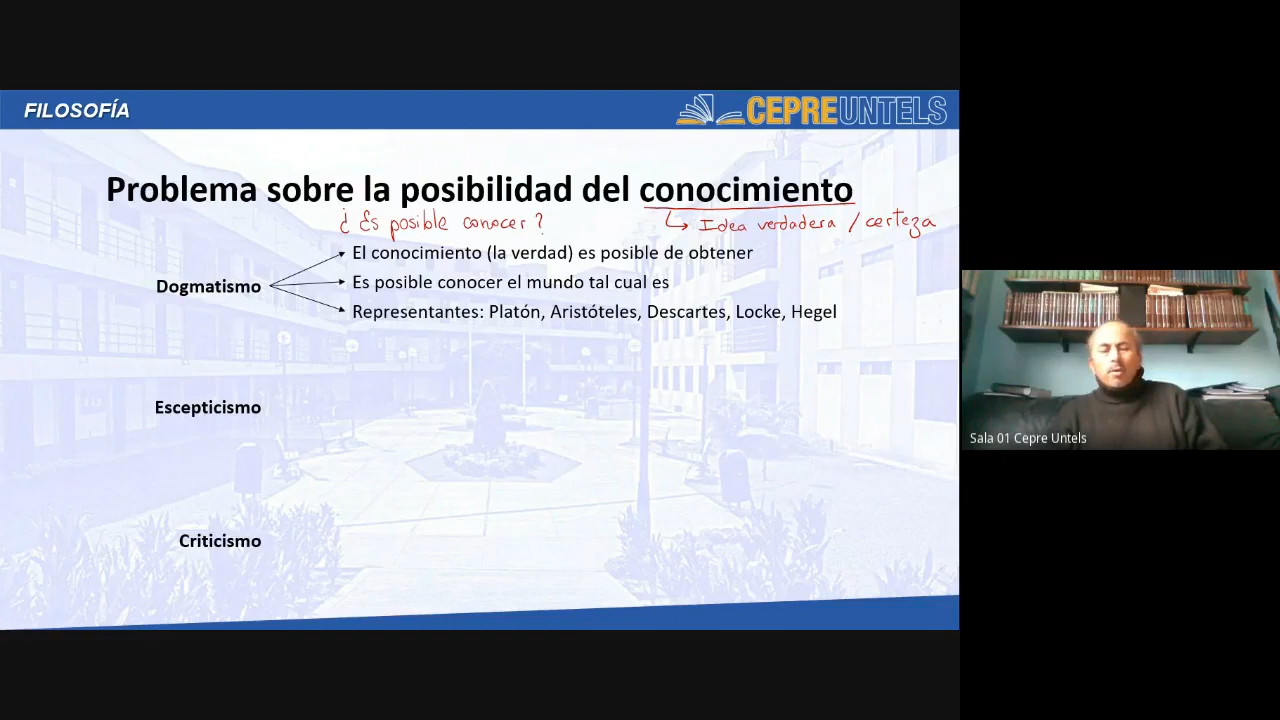 FILOSOFÍA
CEPREUNTELS
Problema sobre la posibilidad del conocimiento
¿ Es posible conocer ?
↳ Idea verdadera / certeza
Dogmatismo
El conocimiento (la verdad) es posible de obtener
Es posible conocer el mundo tal cual es
Representantes: Platón, Aristóteles, Descartes, Locke, Hegel
Escepticismo
Criticismo
Sala 01 Cepre Untels